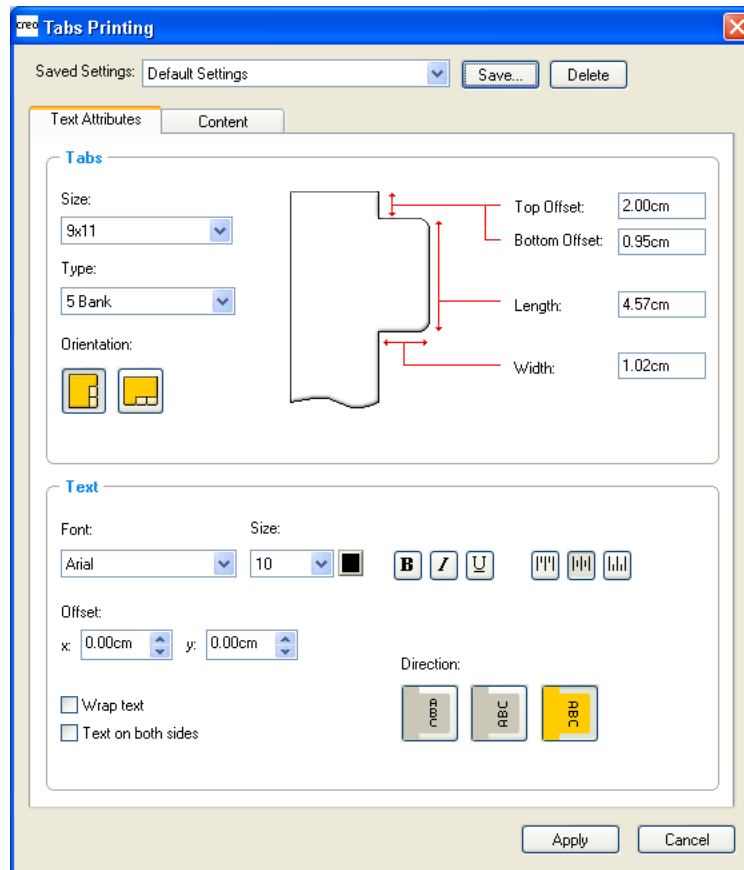 creo Tabs Printing
Saved Settings: Default Settings Save... Delete
Text Attributes Content
Tabs
Size:
9x11
Type:
5 Bank
Orientation:
Top Offset: 2.00cm
Bottom Offset: 0.95cm
Length: 4.57cm
Width: 1.02cm
Text
Font: Size:
Arial 10 B I U
Offset:
x: 0.00cm y: 0.00cm
Direction:
Wrap text
Text on both sides
ABC ABC ABC
Apply Cancel